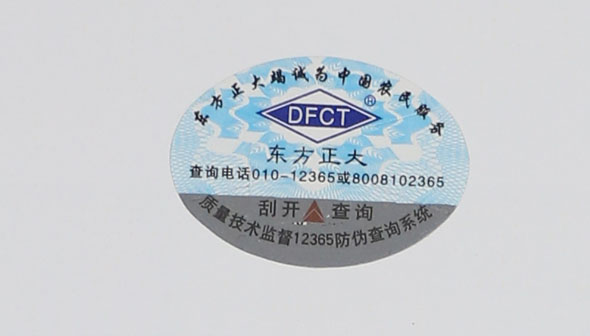 东方正大竭诚为中国农民服务
DFCT®
东方正大
查询电话010-12365或8008102365
刮开 查询
质量技术监督12365防伪查询系统